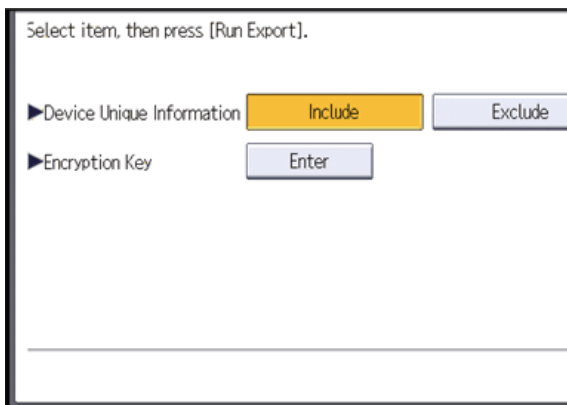 Select item, then press [Run Export].
►Device Unique Information Include Exclude
►Encryption Key Enter